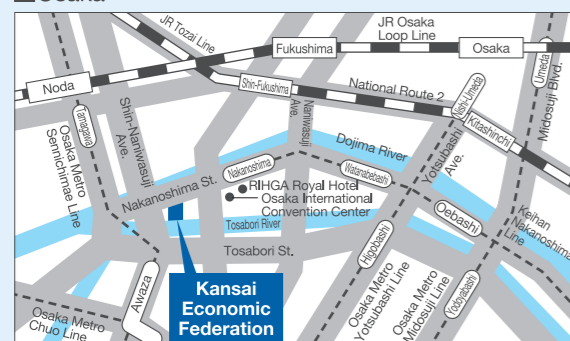 Osaka
JR Tozai Line
JR Osaka
Loop Line
Fukushima
Osaka
Noda
Shin-Fukushima
National Route 2
Nishi-Umeda
Umeda
Midosuji Blvd.
Kitashinchi
Tamagawa
Shin-Naniwasuji
Ave.
Naniwasuji
Ave.
Dojima River
Yotsubashi
Ave.
Osaka Metro
Sennichimae Line
Nakanoshima St.
Nakanoshima
Watanabebashi
RIHGA Royal Hotel
Osaka International
Convention Center
Oebashi
Keihan
Nakanoshima
Line
Tosabori River
Tosabori St.
Higobashi
Yodoyabashi
Awaza
Kansai
Economic
Federation
Osaka Metro
Yotsubashi Line
Osaka Metro
Midosuji Line
Osaka Metro
Chuo Line